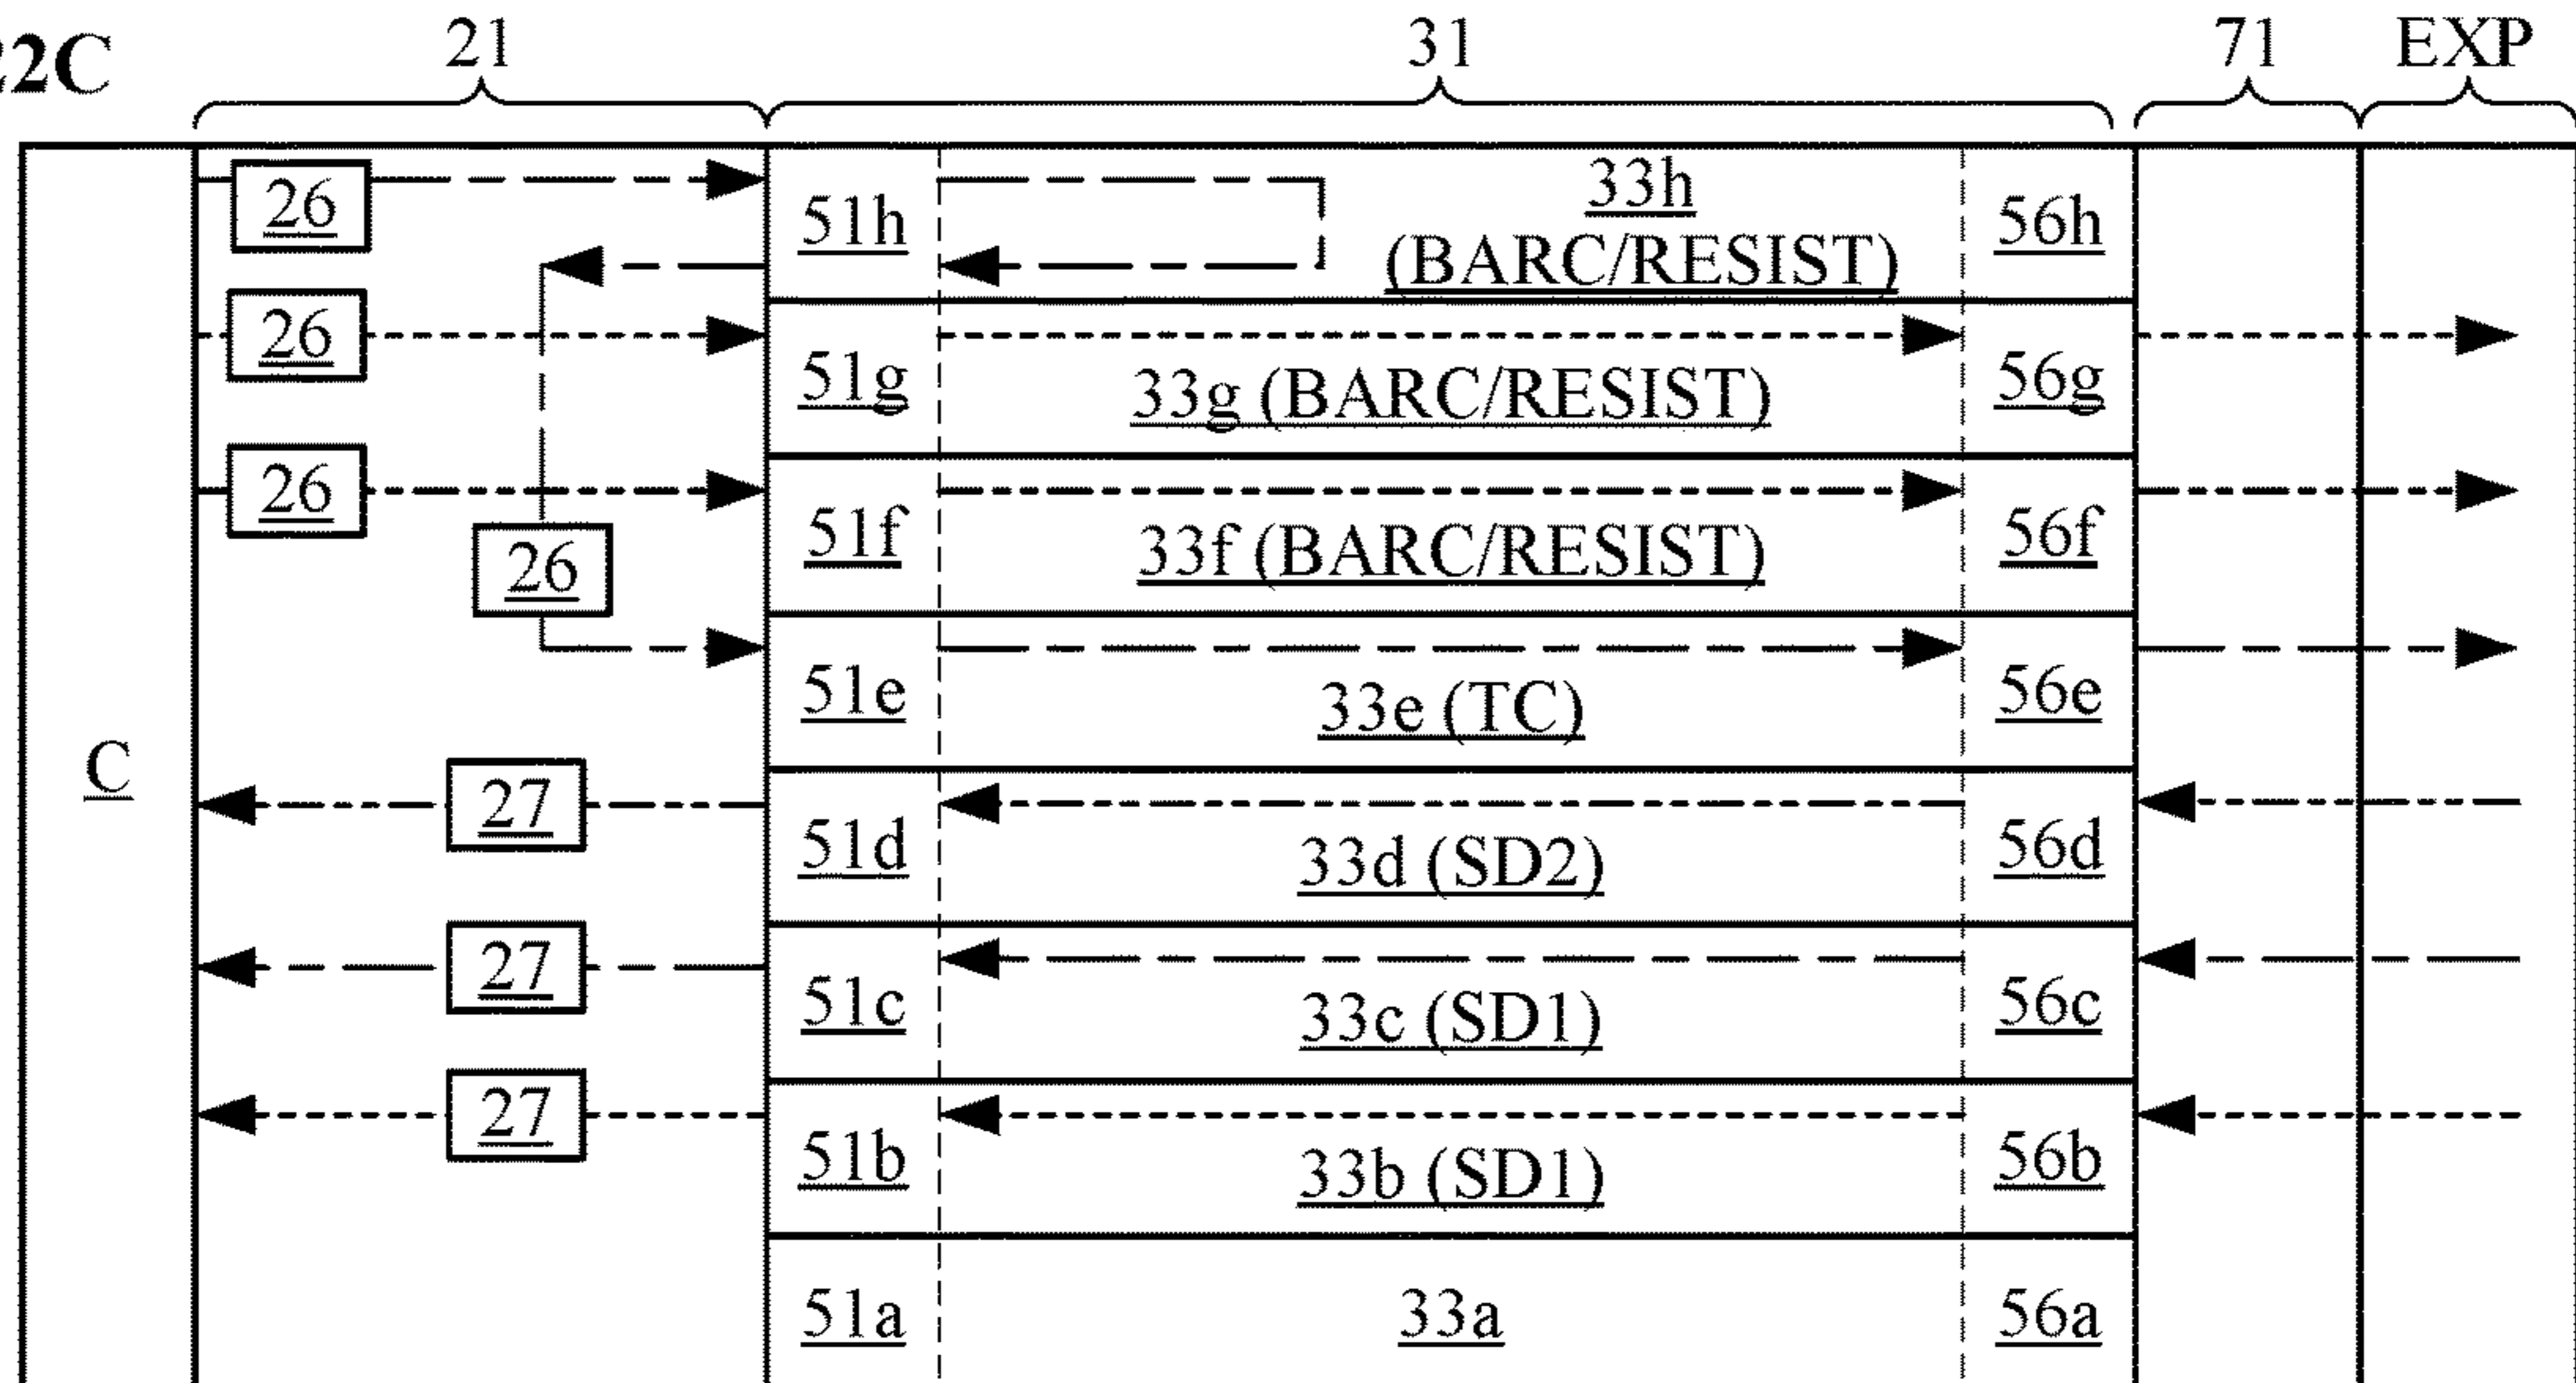 22C
21
31
71
EXP
26
51h
33h
(BARC/RESIST)
56h
26
51g
33g (BARC/RESIST)
56g
26
51f
33f (BARC/RESIST)
56f
26
51e
33e (TC)
56e
C
27
51d
33d (SD2)
56d
27
51c
33c (SD1)
56c
27
51b
33b (SD1)
56b
51a
33a
56a